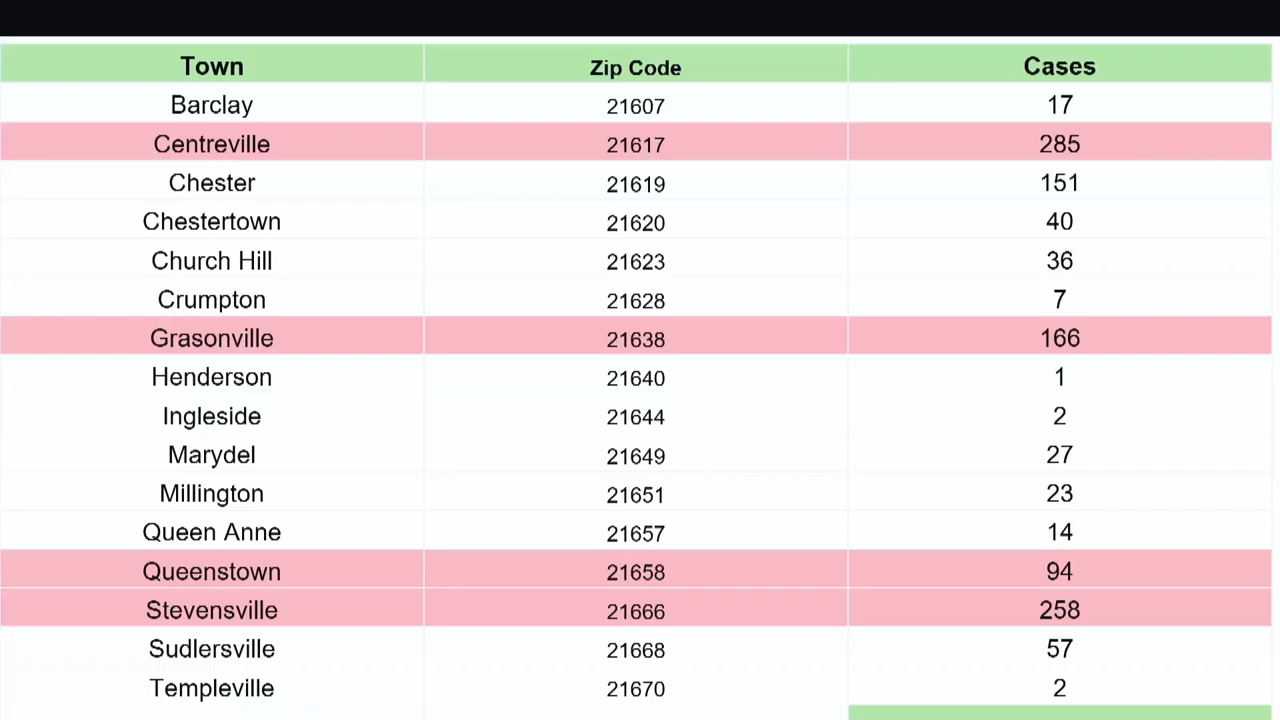 Town Zip Code Cases
Barclay 21607 17
Centreville 21617 285
Chester 21619 151
Chestertown 21620 40
Church Hill 21623 36
Crumpton 21628 7
Grasonville 21638 166
Henderson 21640 1
Ingleside 21644 2
Marydel 21649 27
Millington 21651 23
Queen Anne 21657 14
Queenstown 21658 94
Stevensville 21666 258
Sudlersville 21668 57
Templeville 21670 2